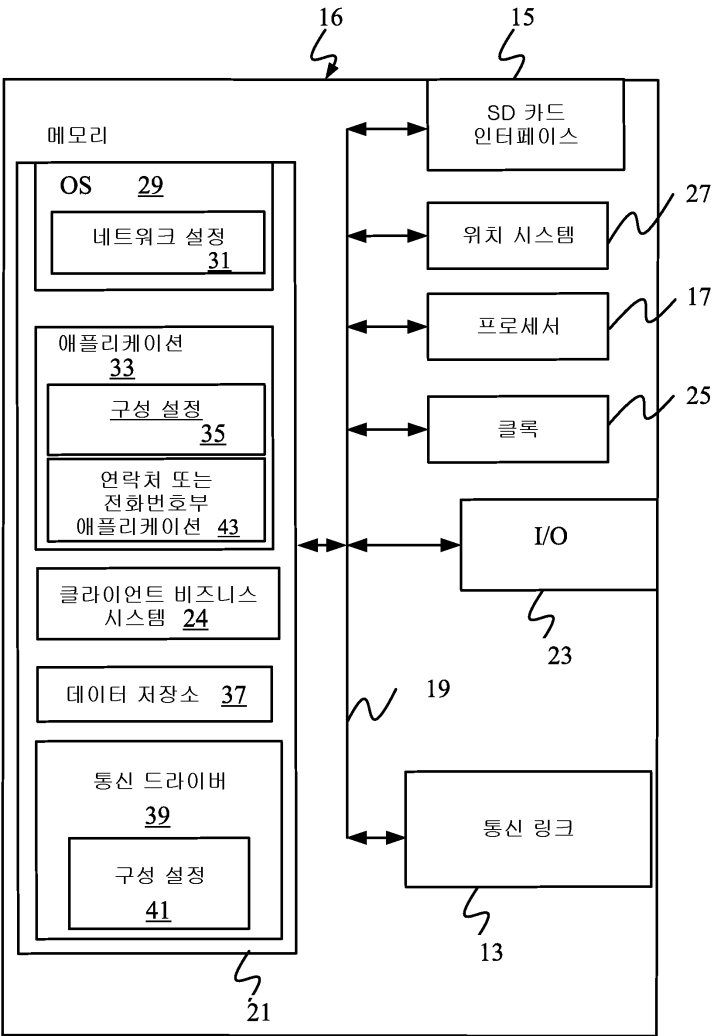 16
15
메모리
SD 카드
인터페이스
OS 29
네트워크 설정
31
위치 시스템
27
프로세서
17
애플리케이션
33
구성 설정
35
클록
25
연락처 또는
전화번호부
애플리케이션 43
I/O
23
클라이언트 비즈니스
시스템 24
데이터 저장소 37
19
통신 드라이버
39
구성 설정
41
통신 링크
13
21